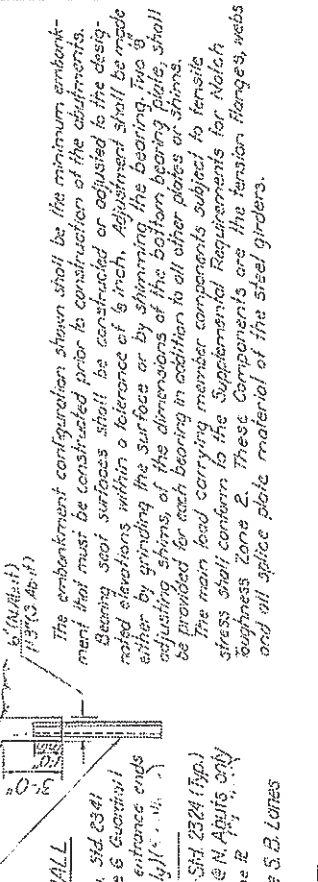 The embankment configuration shown shall be the minimum embank-
ment that must be constructed prior to construction of the abutments.
Bearing seat surfaces shall be constructed or adjusted to the desig-
nated elevations within a tolerance of ⅛ inch. Adjustment shall be made
either by grinding the surface or by shimming the bearing. Two ⅛"
adjusting shims, of the dimensions of the bottom bearing plate, shall
be provided for each bearing in addition to all other plates or shims.
The main load carrying member components subject to tensile
stress shall conform to the Supplemental Requirements for Notch
Toughness Zone 2. These Components are the tension flanges, webs
and all splice plate material of the steel girders.
(S. Abut.)
3'-0"
Std. 2341
Guardrail
entrance ends
Std. 2324 (Typ.)
@ N. Abuts only
S.B. Lanes